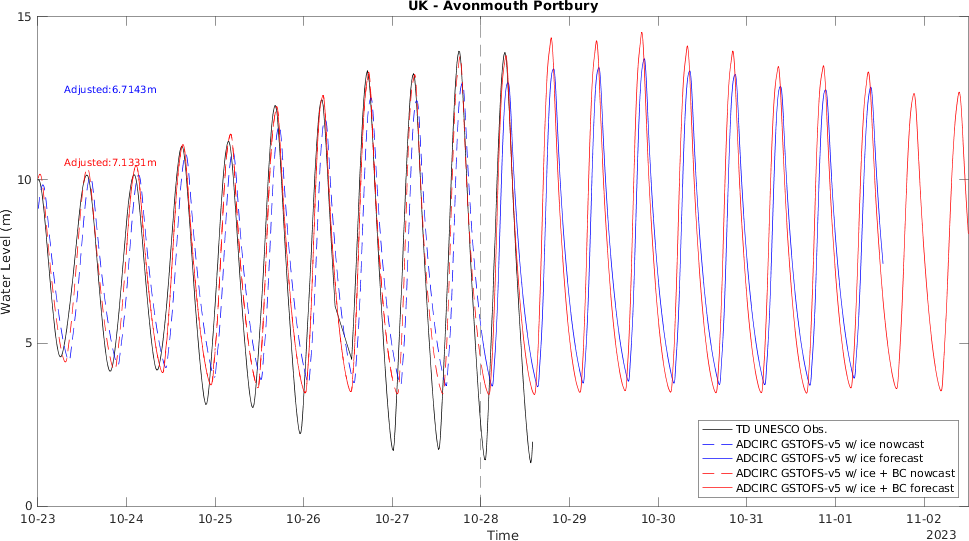 UK - Avonmouth Portbury
15
10
5
0
Water Level (m)
Adjusted:6.7143m
Adjusted:7.1331m
TD UNESCO Obs.
ADCIRC GSTOFS-v5 w/ ice nowcast
ADCIRC GSTOFS-v5 w/ ice forecast
ADCIRC GSTOFS-v5 w/ ice + BC nowcast
ADCIRC GSTOFS-v5 w/ ice + BC forecast
10-23 10-24 10-25 10-26 10-27 10-28 10-29 10-30 10-31 11-01 11-02
Time
2023